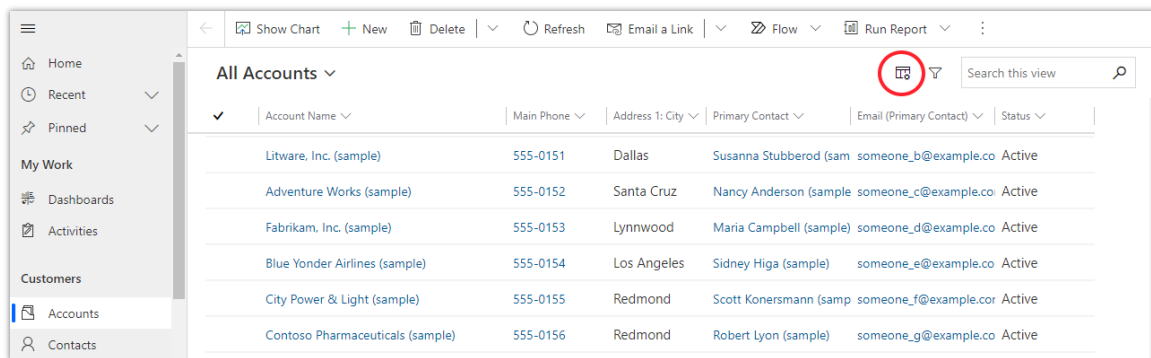 Show Chart New Delete Refresh Email a Link Flow Run Report
Home
All Accounts
Search this view
Recent
Pinned
Account Name Main Phone Address 1: City Primary Contact Email (Primary Contact) Status
My Work
Litware, Inc. (sample) 555-0151 Dallas Susanna Stubberod (sam someone_b@example.co Active
Dashboards
Adventure Works (sample) 555-0152 Santa Cruz Nancy Anderson (sample someone_c@example.co Active
Activities
Fabrikam, Inc. (sample) 555-0153 Lynnwood Maria Campbell (sample) someone_d@example.co Active
Customers
Blue Yonder Airlines (sample) 555-0154 Los Angeles Sidney Higa (sample) someone_e@example.co Active
Accounts
City Power & Light (sample) 555-0155 Redmond Scott Konersmann (samp someone_f@example.cor Active
Contacts
Contoso Pharmaceuticals (sample) 555-0156 Redmond Robert Lyon (sample) someone_g@example.co Active